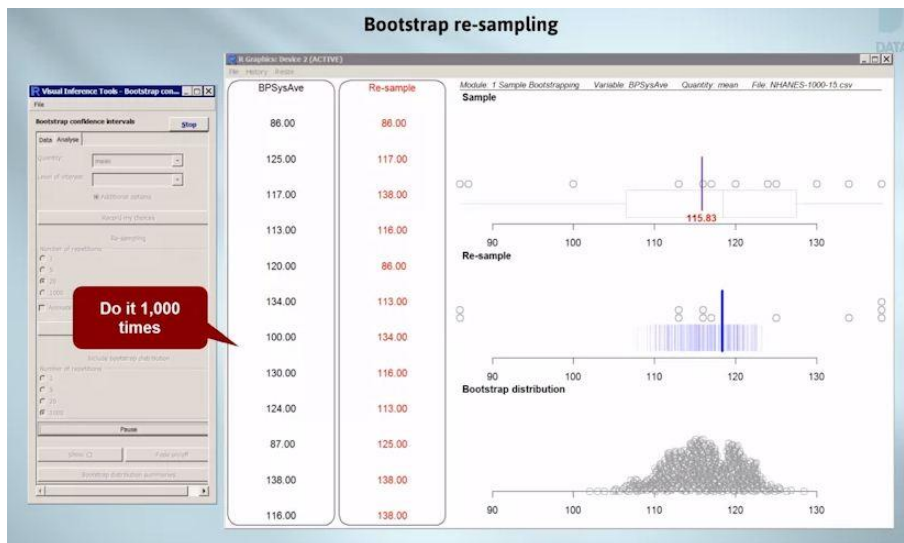 Bootstrap re-sampling
DATA
R Graphics: Device 2 (ACTIVE)
File History Resize
Visual Inference Tools - Bootstrap con...
File
Bootstrap confidence intervals
Stop
Data Analyse
Quantity:
mean
Level of interest:
Additional options
Record my choices
Re-sampling
Number of repetitions:
1
5
20
1000
Do it 1,000
times
Include bootstrap distribution
Number of repetitions:
1
5
20
1000
Pause
Show CI
Bootstrap distribution summaries
BPSysAve
86.00
125.00
117.00
113.00
120.00
134.00
100.00
130.00
124.00
87.00
138.00
116.00
Re-sample
86.00
117.00
138.00
116.00
86.00
113.00
134.00
116.00
113.00
125.00
138.00
138.00
Module: 1 Sample Bootstrapping Variable: BPSysAve Quantity: mean File: NHANES-1000-15.csv
Sample
115.83
90 100 110 120 130
Re-sample
90 100 110 120 130
Bootstrap distribution
90 100 110 120 130